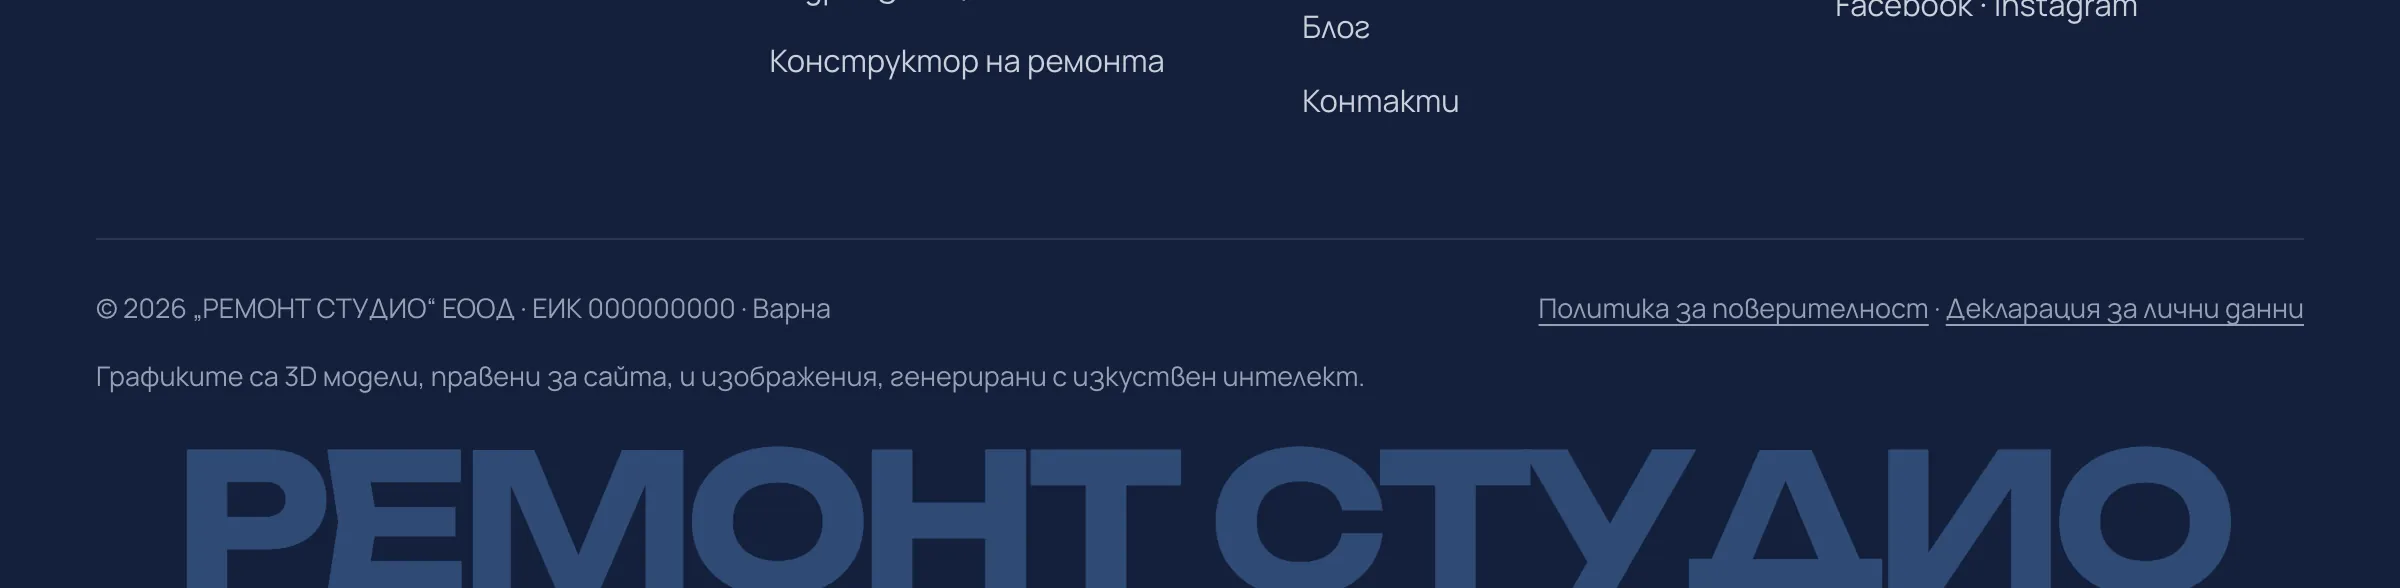 Facebook · Instagram
Блог
Конструктор на ремонта
Контакти
© 2026 „РЕМОНТ СТУДИО“ ЕООД · ЕИК 000000000 · Варна
Политика за поверителност · Декларация за лични данни
Графиките са 3D модели, правени за сайта, и изображения, генерирани с изкуствен интелект.
РЕМОНТ СТУДИО